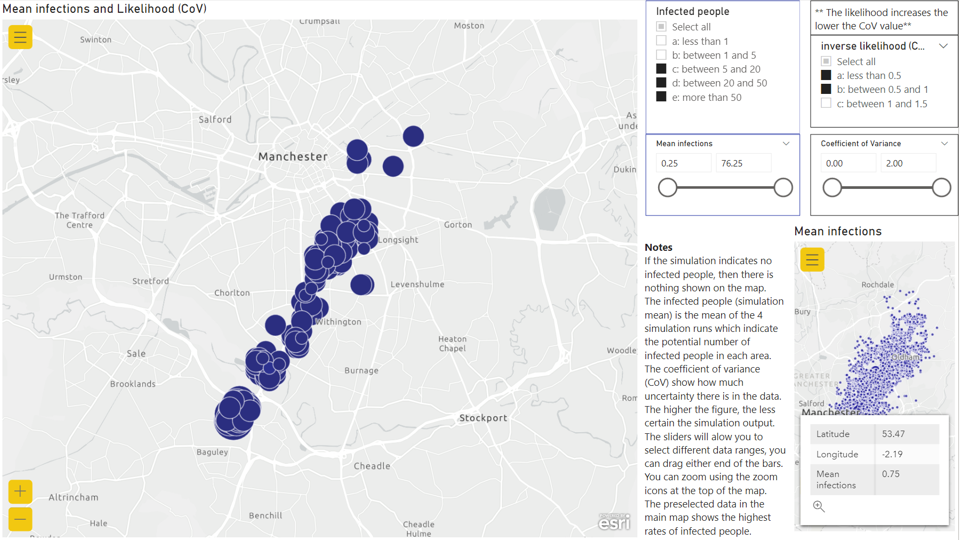 Mean infections and Likelihood (CoV)
Crumpsall
Moston
Swinton
Salford
Manchester
The Trafford
Centre
Gorton
Longsight
Urmston
Stretford
Levenshulme
Chorlton
Withington
Sale
Heaton
Chapel
Burnage
Brooklands
Stockport
Baguley
Cheadle
Altrincham
Benchill
Hale
Cheadle
Hulme
esri
Infected people
Select all
a: less than 1
b: between 1 and 5
c: between 5 and 20
d: between 20 and 50
e: more than 50
** The likelihood increases the
lower the CoV value**
inverse likelihood (C...
Select all
a: less than 0.5
b: between 0.5 and 1
c: between 1 and 1.5
Mean infections
0.25 76.25
Coefficient of Variance
0.00 2.00
Notes
If the simulation indicates no
infected people, then there is
nothing shown on the map.
The infected people (simulation
mean) is the mean of the 4
simulation runs which indicate
the potential number of
infected people in each area.
The coefficient of variance
(CoV) show how much
uncertainty there is in the data.
The higher the figure, the less
certain the simulation output.
The sliders will alow you to
select different data ranges, you
can drag either end of the bars.
You can zoom using the zoom
icons at the top of the map.
The preselected data in the
main map shows the highest
rates of infected people.
Mean infections
Rochdale
Bury
GREATER
Salford
Manchester
Latitude 53.47
Longitude -2.19
Mean
infections 0.75